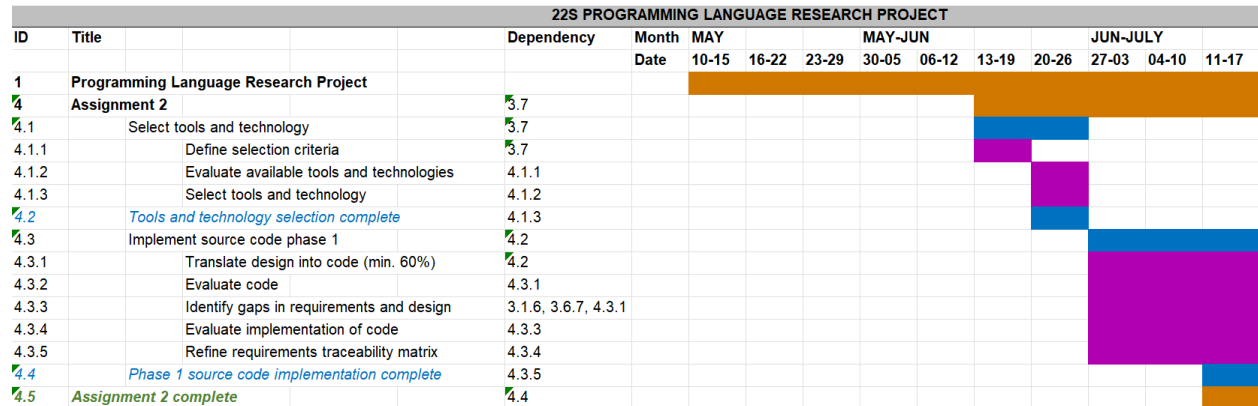 22S PROGRAMMING LANGUAGE RESEARCH PROJECT
ID Title Dependency Month MAY MAY-JUN JUN-JULY
Date 10-15 16-22 23-29 30-05 06-12 13-19 20-26 27-03 04-10 11-17
1 Programming Language Research Project
4 Assignment 2 3.7
4.1 Select tools and technology 3.7
4.1.1 Define selection criteria 3.7
4.1.2 Evaluate available tools and technologies 4.1.1
4.1.3 Select tools and technology 4.1.2
4.2 Tools and technology selection complete 4.1.3
4.3 Implement source code phase 1 4.2
4.3.1 Translate design into code (min. 60%) 4.2
4.3.2 Evaluate code 4.3.1
4.3.3 Identify gaps in requirements and design 3.1.6, 3.6.7, 4.3.1
4.3.4 Evaluate implementation of code 4.3.3
4.3.5 Refine requirements traceability matrix 4.3.4
4.4 Phase 1 source code implementation complete 4.3.5
4.5 Assignment 2 complete 4.4